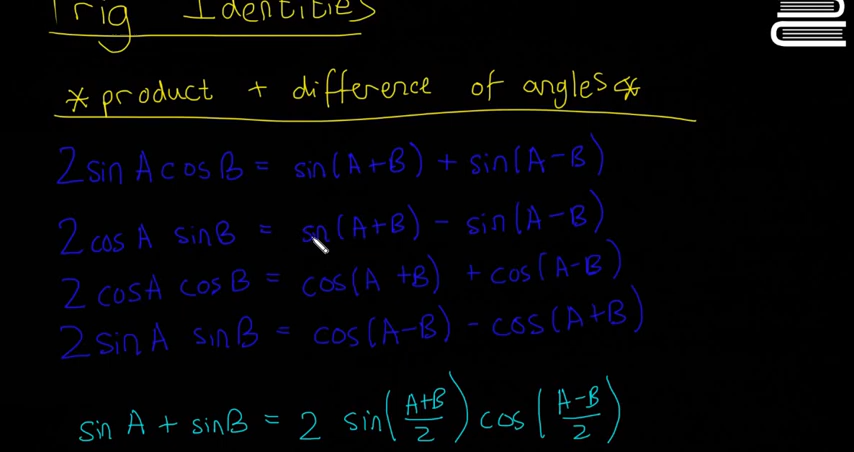 Trig Identities
*product + difference of angles*
2 sin A cos B = sin(A+B) + sin(A-B)
2 cos A sin B = sn(A+B) - sin(A-B)
2 cos A cos B = cos(A+B) + cos(A-B)
2 sin A sin B = cos(A-B) - cos(A+B)
sin A + sin B = 2 sin((A+B)/2) cos((A-B)/2)